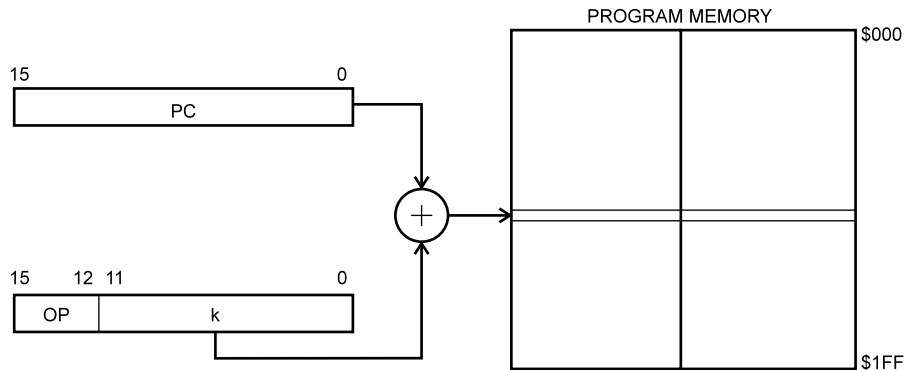 PROGRAM MEMORY
$000
15 0
PC
+
15 12 11 0
OP k
$1FF